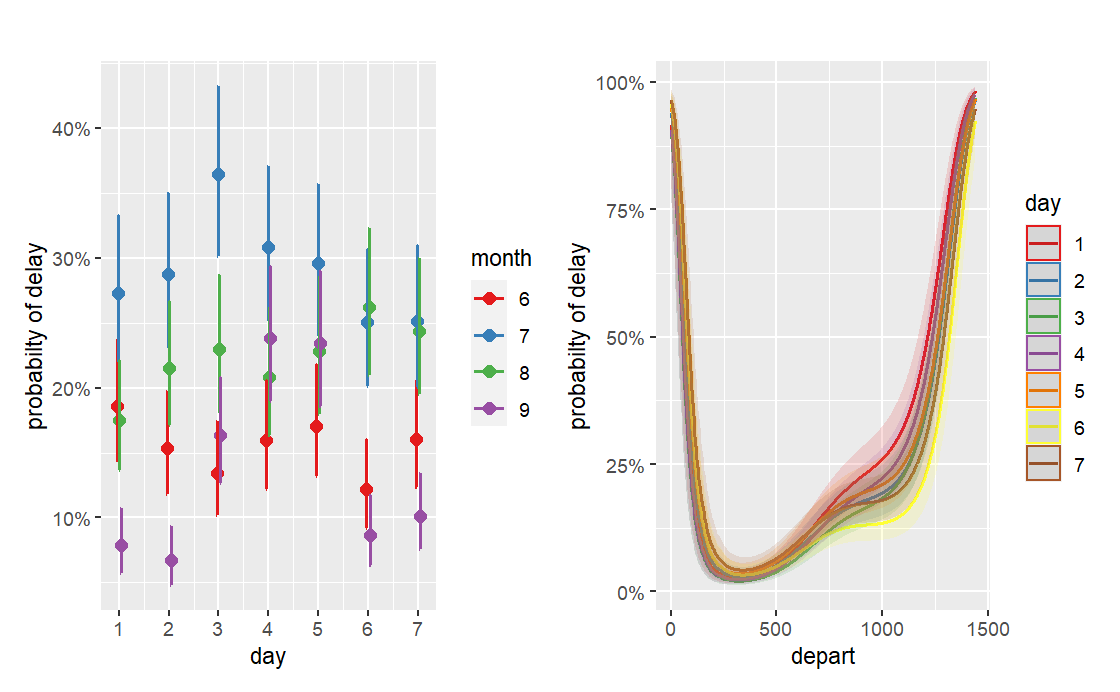 probabilty of delay
40%
30%
20%
10%
1 2 3 4 5 6 7
day
month
6
7
8
9
probabilty of delay
100%
75%
50%
25%
0%
0 500 1000 1500
depart
day
1
2
3
4
5
6
7